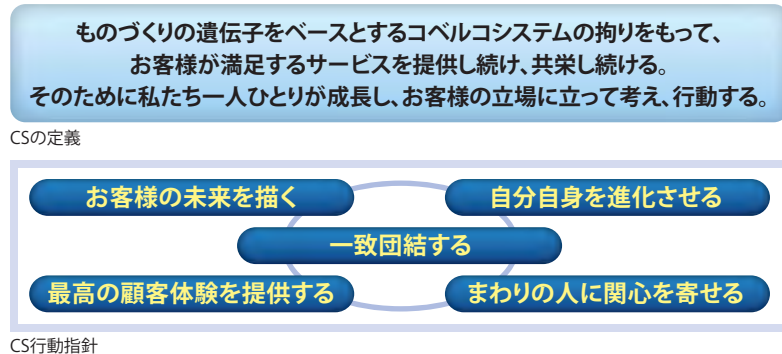 ものづくりの遺伝子をベースとするコベルコシステムの拘りをもって、
お客様が満足するサービスを提供し続け、共栄し続ける。
そのために私たち一人ひとりが成長し、お客様の立場に立って考え、行動する。
CSの定義
お客様の未来を描く
自分自身を進化させる
一致団結する
最高の顧客体験を提供する
まわりの人に関心を寄せる
CS行動指針